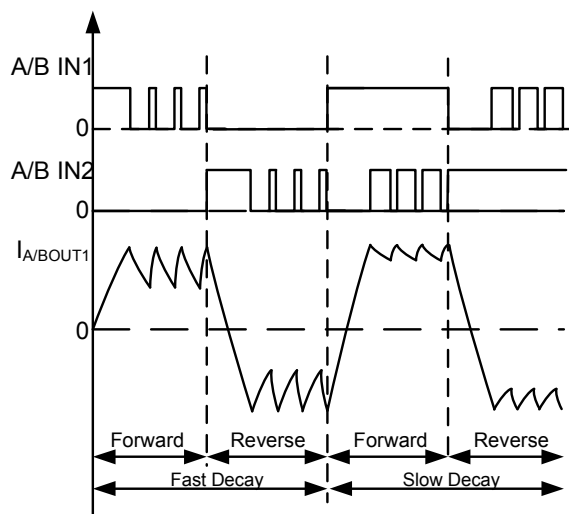 A/B IN1
0
A/B IN2
0
IA/BOUT1
0
Forward Reverse Forward Reverse
Fast Decay Slow Decay